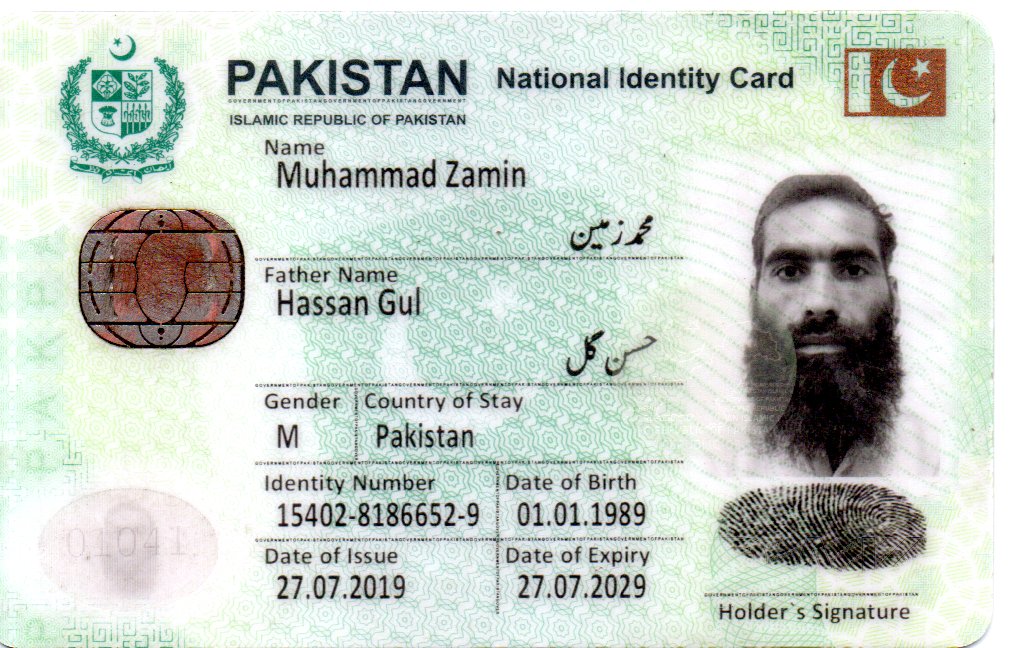 PAKISTAN National Identity Card
ISLAMIC REPUBLIC OF PAKISTAN
Name
Muhammad Zamin
محمد زمین
Father Name
Hassan Gul
حسن گل
Gender Country of Stay
M Pakistan
Identity Number Date of Birth
15402-8186652-9 01.01.1989
Date of Issue Date of Expiry
27.07.2019 27.07.2029
01041
Holder`s Signature